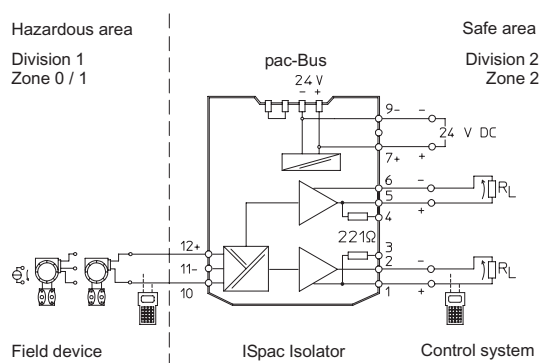 Hazardous area
Safe area
Division 1
Zone 0 / 1
pac-Bus
Division 2
Zone 2
24 V
- +
9- -
24 V DC
7+ +
6 -
RL
5
+
4
221Ω
3
12+
2 -
RL
11-
10
1 +
Field device
ISpac Isolator
Control system